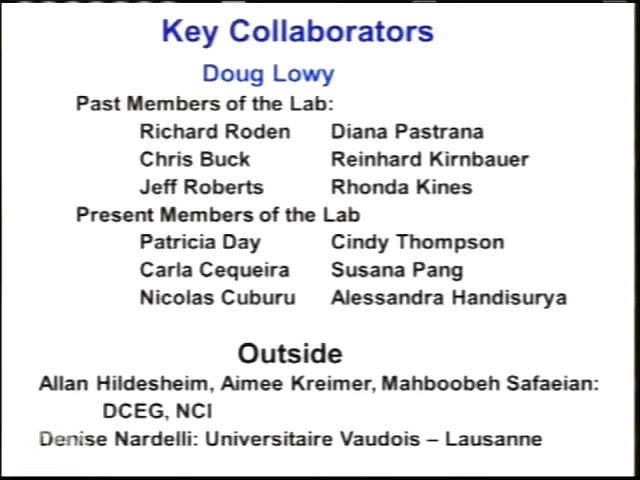 Key Collaborators
Doug Lowy
Past Members of the Lab:
Richard Roden Diana Pastrana
Chris Buck Reinhard Kirnbauer
Jeff Roberts Rhonda Kines
Present Members of the Lab
Patricia Day Cindy Thompson
Carla Cequeira Susana Pang
Nicolas Cuburu Alessandra Handisurya
Outside
Allan Hildesheim, Aimee Kreimer, Mahboobeh Safaeian:
DCEG, NCI
Denise Nardelli: Universitaire Vaudois – Lausanne